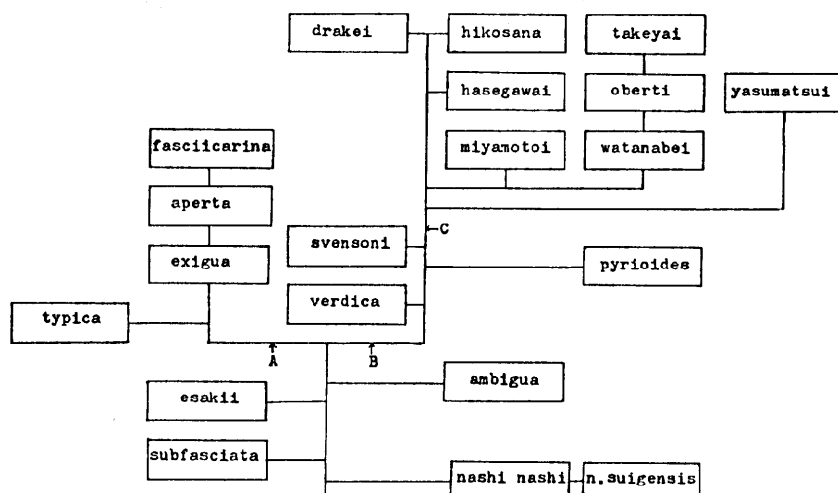 drakei
hikosana
takeyai
hasegawai
oberti
yasumatsui
fasciicarina
miyamotoi
watanabei
aperta
←C
svensoni
exigua
pyrioides
verdica
typica
A
B
ambigua
esakii
subfasciata
nashi nashi
n.suigensis